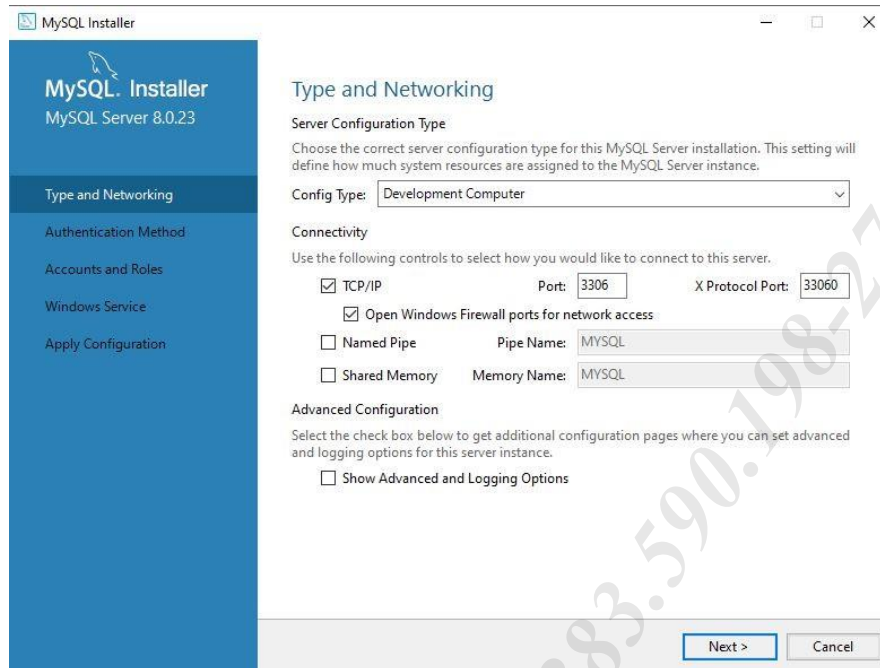 MySQL Installer
MySQL. Installer
MySQL Server 8.0.23
Type and Networking
Authentication Method
Accounts and Roles
Windows Service
Apply Configuration
Type and Networking
Server Configuration Type
Choose the correct server configuration type for this MySQL Server installation. This setting will
define how much system resources are assigned to the MySQL Server instance.
Config Type: Development Computer
Connectivity
Use the following controls to select how you would like to connect to this server.
TCP/IP Port: 3306 X Protocol Port: 33060
Open Windows Firewall ports for network access
Named Pipe Pipe Name: MYSQL
Shared Memory Memory Name: MYSQL
Advanced Configuration
Select the check box below to get additional configuration pages where you can set advanced
and logging options for this server instance.
Show Advanced and Logging Options
Next > Cancel
383.590.198-27